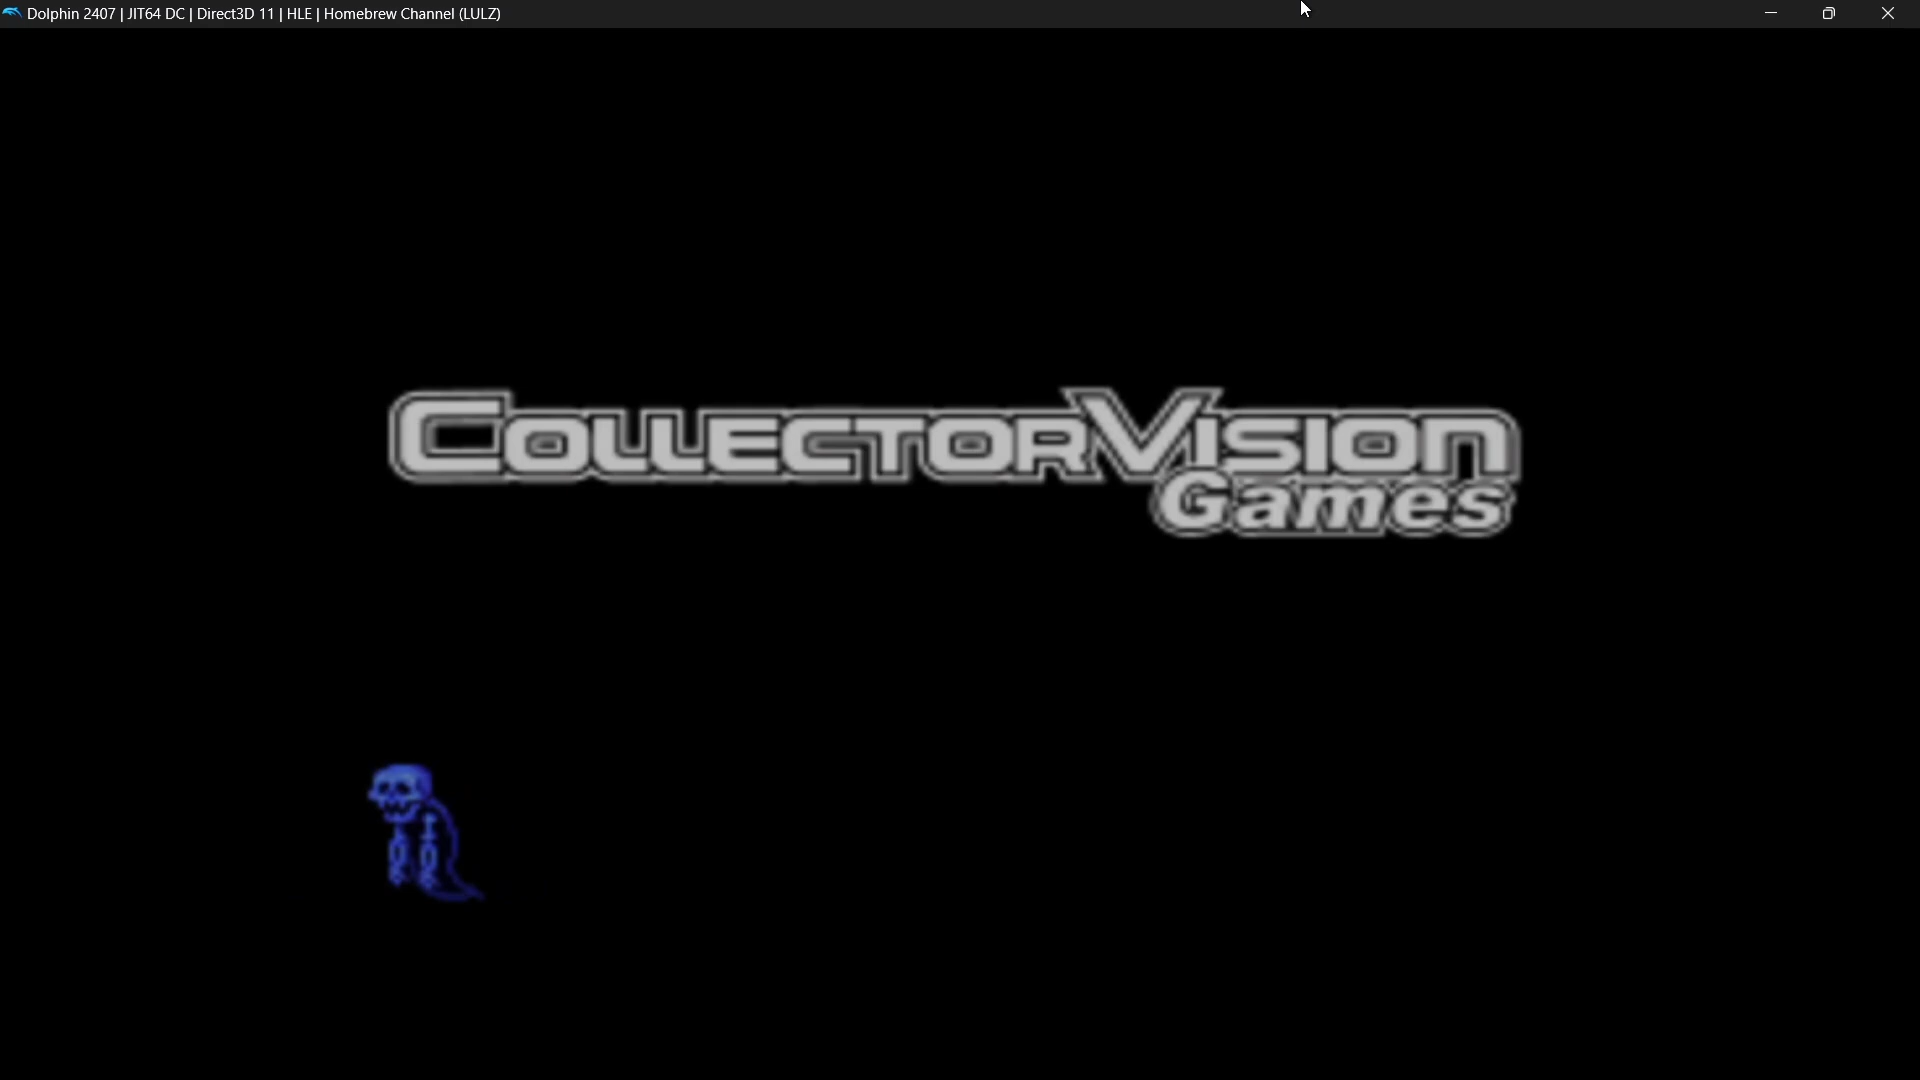 Dolphin 2407 | JIT64 DC | Direct3D 11 | HLE | Homebrew Channel (LULZ)
COLLECTORVISION
Games